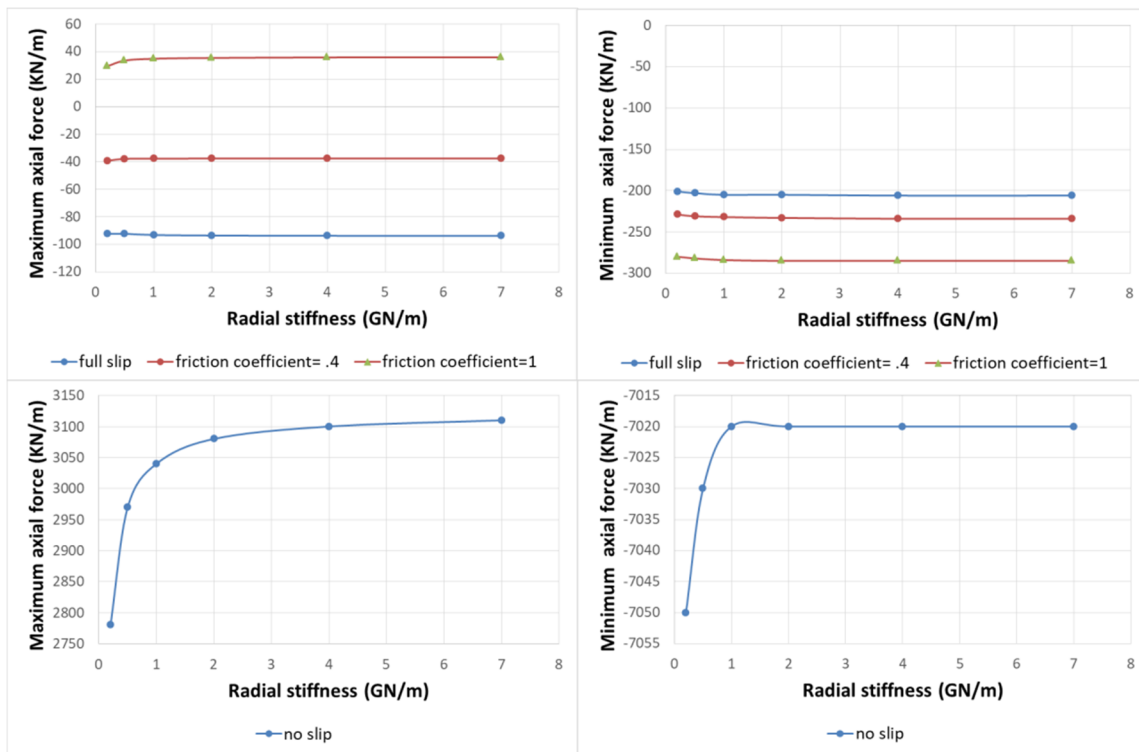 Maximum axial force (KN/m)
60
40
20
0
-20
-40
-60
-80
-100
-120
0 1 2 3 4 5 6 7 8
Radial stiffness (GN/m)
full slip friction coefficient= .4 friction coefficient=1
Minimum axial force (KN/m)
0
-50
-100
-150
-200
-250
-300
0 1 2 3 4 5 6 7 8
Radial stiffness (GN/m)
full slip friction coefficient= .4 friction coefficient=1
Maximum axial force (KN/m)
3150
3100
3050
3000
2950
2900
2850
2800
2750
0 1 2 3 4 5 6 7 8
Radial stiffness (GN/m)
no slip
Minimum axial force (KN/m)
-7015
-7020
-7025
-7030
-7035
-7040
-7045
-7050
-7055
0 1 2 3 4 5 6 7 8
Radial stiffness (GN/m)
no slip